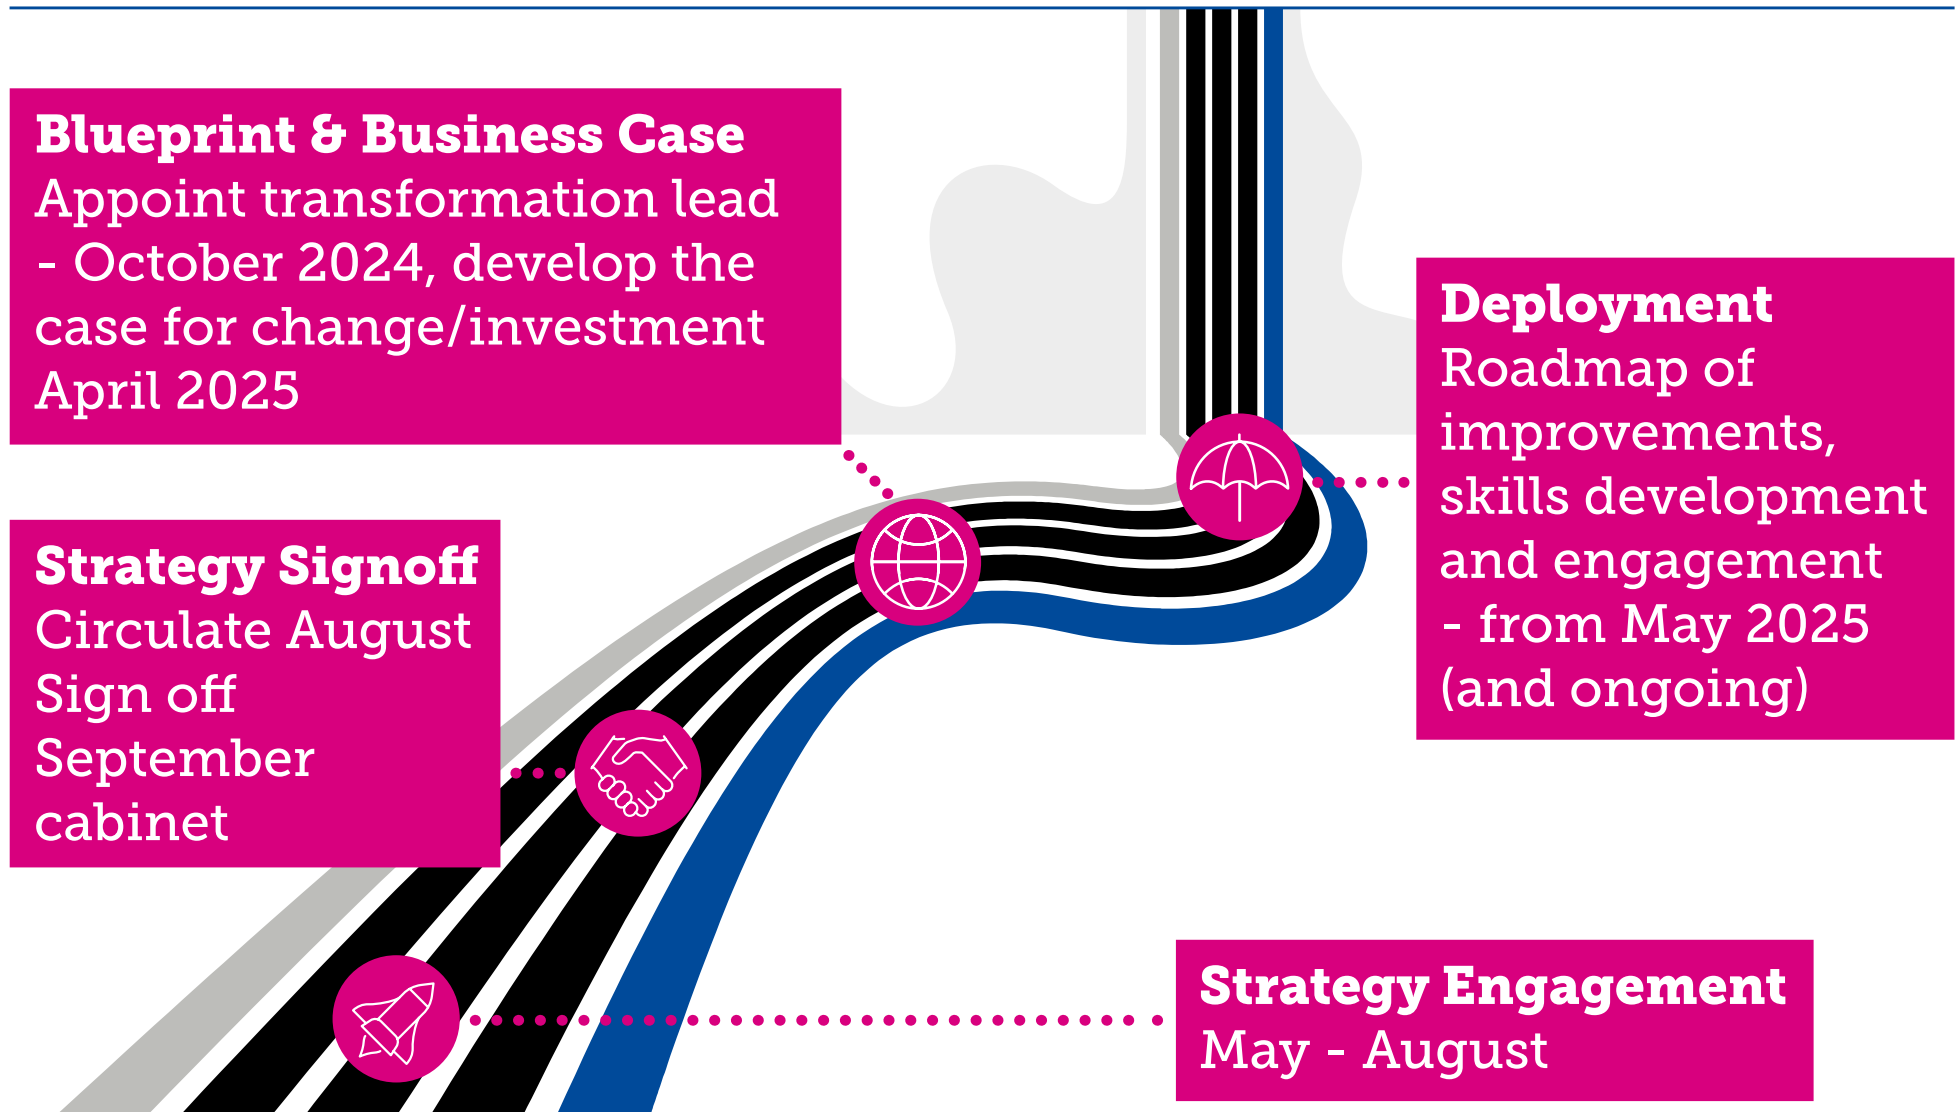 Blueprint & Business Case
Appoint transformation lead
- October 2024, develop the
case for change/investment
April 2025
Deployment
Roadmap of
improvements,
skills development
and engagement
- from May 2025
(and ongoing)
Strategy Signoff
Circulate August
Sign off
September
cabinet
Strategy Engagement
May - August